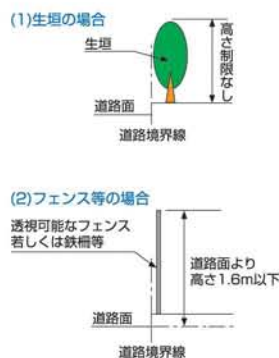 (1)生垣の場合
生垣
高さ制限なし
道路面
道路境界線
(2)フェンス等の場合
透視可能なフェンス
若しくは鉄柵等
道路面より
高さ1.6m以下
道路面
道路境界線